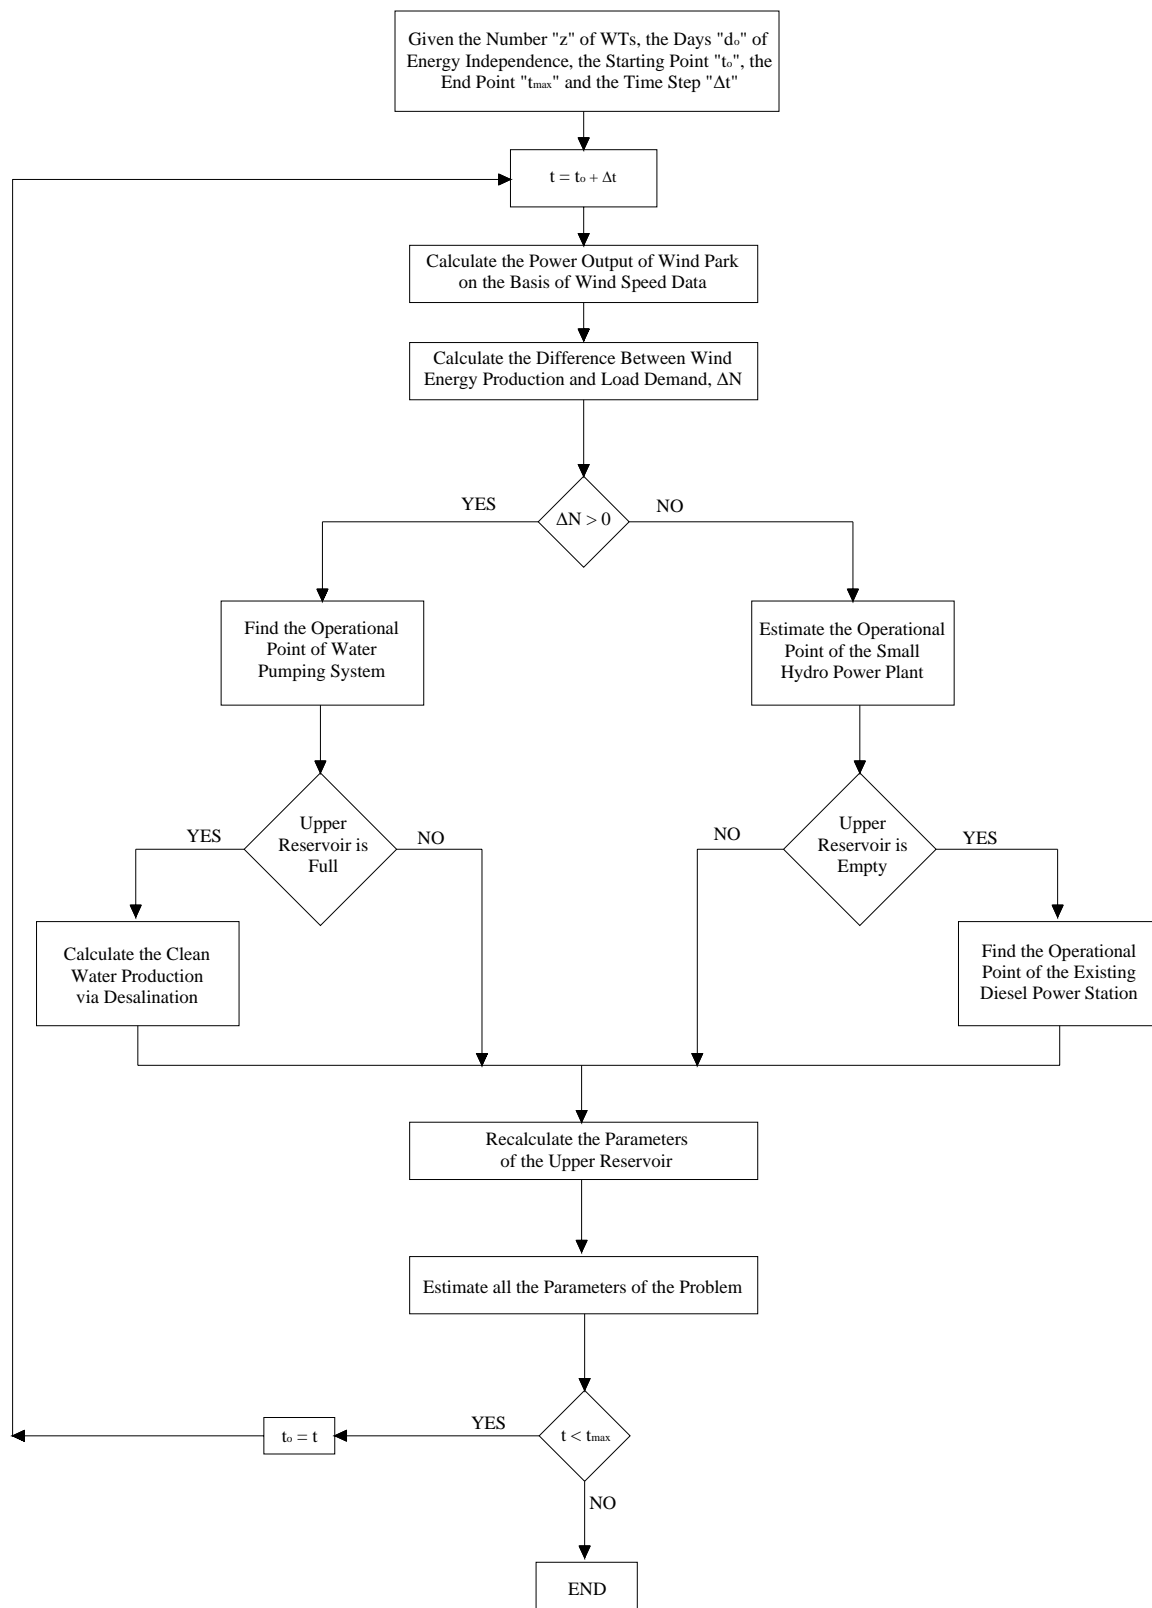 Given the Number "z" of WTs, the Days "do" of
Energy Independence, the Starting Point "to", the
End Point "tmax" and the Time Step "Δt"
t = to + Δt
Calculate the Power Output of Wind Park
on the Basis of Wind Speed Data
Calculate the Difference Between Wind
Energy Production and Load Demand, ΔN
YES
ΔN > 0
NO
Find the Operational
Point of Water
Pumping System
Estimate the Operational
Point of the Small
Hydro Power Plant
YES
Upper
Reservoir is
Full
NO
NO
Upper
Reservoir is
Empty
YES
Calculate the Clean
Water Production
via Desalination
Find the Operational
Point of the Existing
Diesel Power Station
Recalculate the Parameters
of the Upper Reservoir
Estimate all the Parameters of the Problem
to = t
YES
t < tmax
NO
END